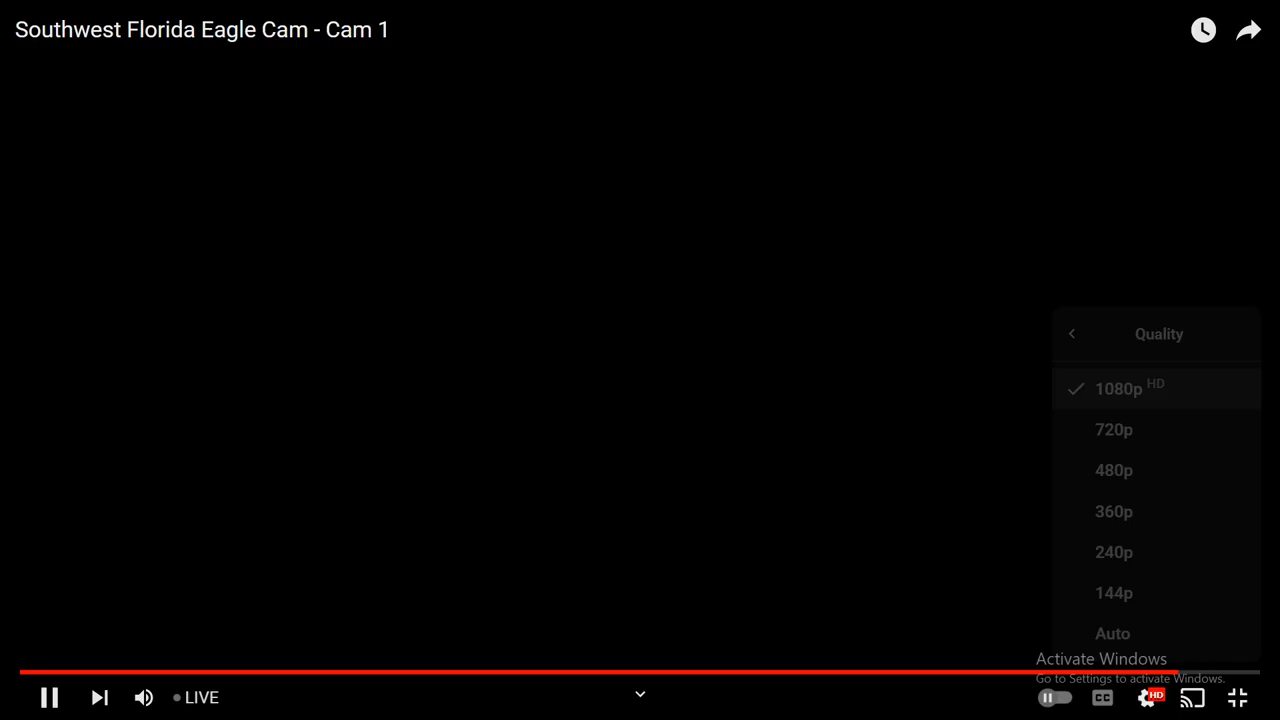 Southwest Florida Eagle Cam - Cam 1
Quality
1080p HD
720p
480p
360p
240p
144p
Auto
Activate Windows
Go to Settings to activate Windows.
LIVE
CC
HD